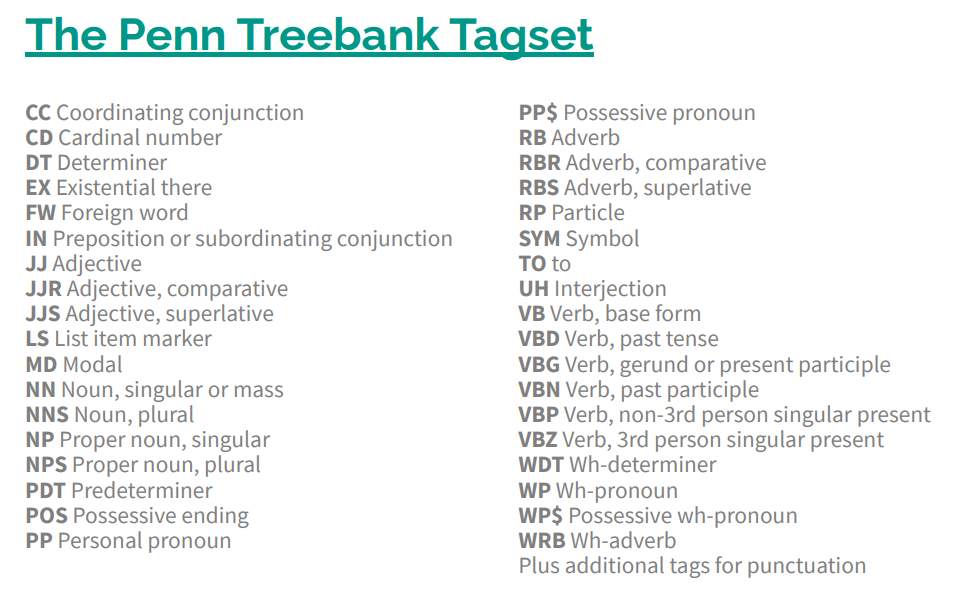 The Penn Treebank Tagset
CC Coordinating conjunction
CD Cardinal number
DT Determiner
EX Existential there
FW Foreign word
IN Preposition or subordinating conjunction
JJ Adjective
JJR Adjective, comparative
JJS Adjective, superlative
LS List item marker
MD Modal
NN Noun, singular or mass
NNS Noun, plural
NP Proper noun, singular
NPS Proper noun, plural
PDT Predeterminer
POS Possessive ending
PP Personal pronoun
PP$ Possessive pronoun
RB Adverb
RBR Adverb, comparative
RBS Adverb, superlative
RP Particle
SYM Symbol
TO to
UH Interjection
VB Verb, base form
VBD Verb, past tense
VBG Verb, gerund or present participle
VBN Verb, past participle
VBP Verb, non-3rd person singular present
VBZ Verb, 3rd person singular present
WDT Wh-determiner
WP Wh-pronoun
WP$ Possessive wh-pronoun
WRB Wh-adverb
Plus additional tags for punctuation